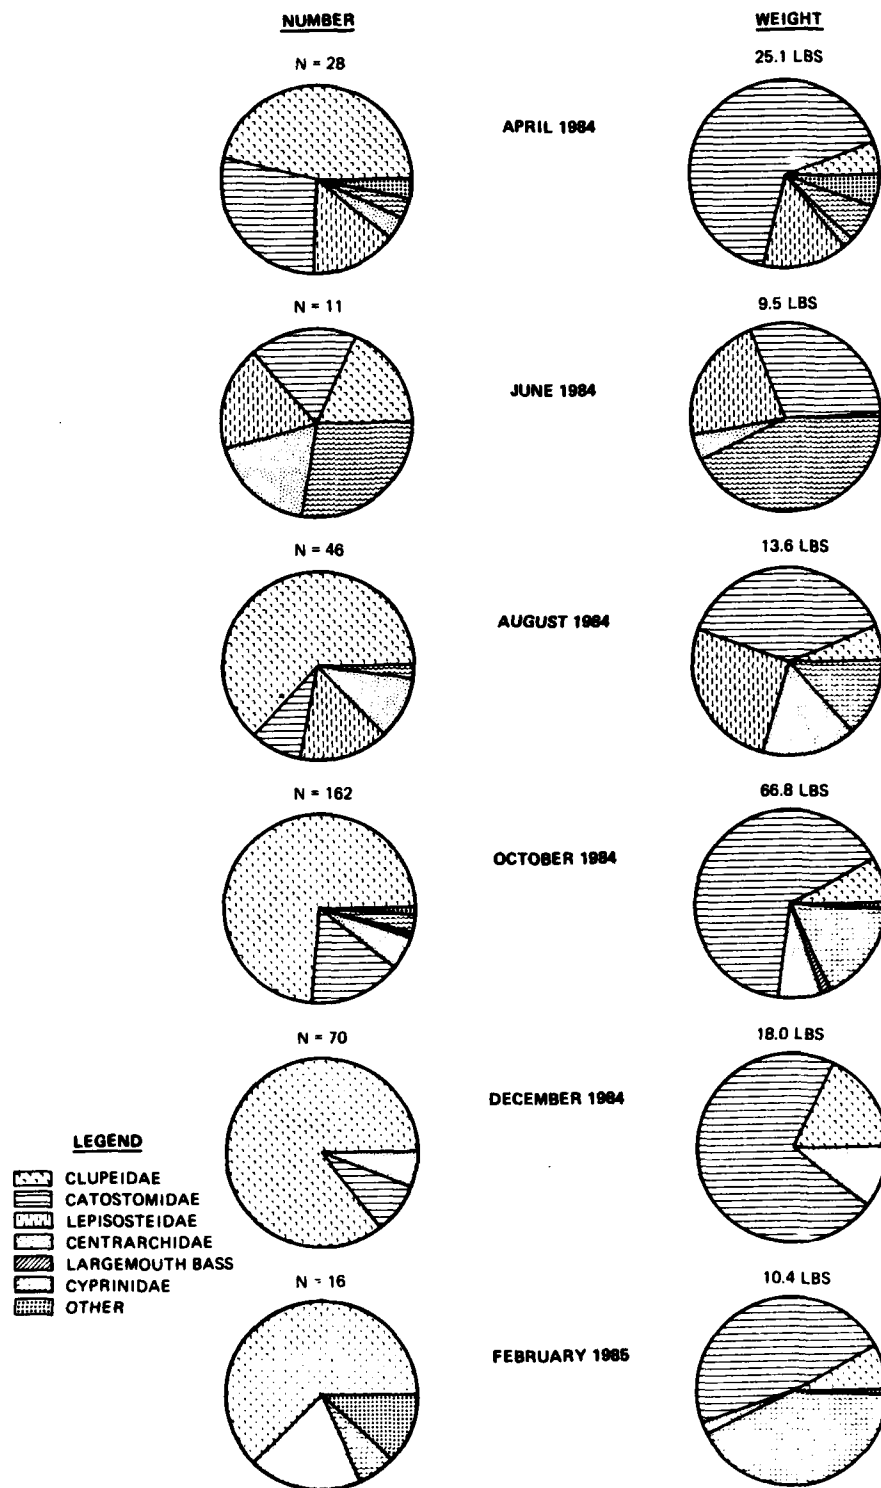 NUMBER
WEIGHT
N = 28
25.1 LBS
APRIL 1984
N = 11
9.5 LBS
JUNE 1984
N = 46
13.6 LBS
AUGUST 1984
N = 162
66.8 LBS
OCTOBER 1984
N = 70
18.0 LBS
DECEMBER 1984
LEGEND
CLUPEIDAE
CATOSTOMIDAE
LEPISOSTEIDAE
CENTRARCHIDAE
LARGEMOUTH BASS
CYPRINIDAE
OTHER
N = 16
10.4 LBS
FEBRUARY 1985